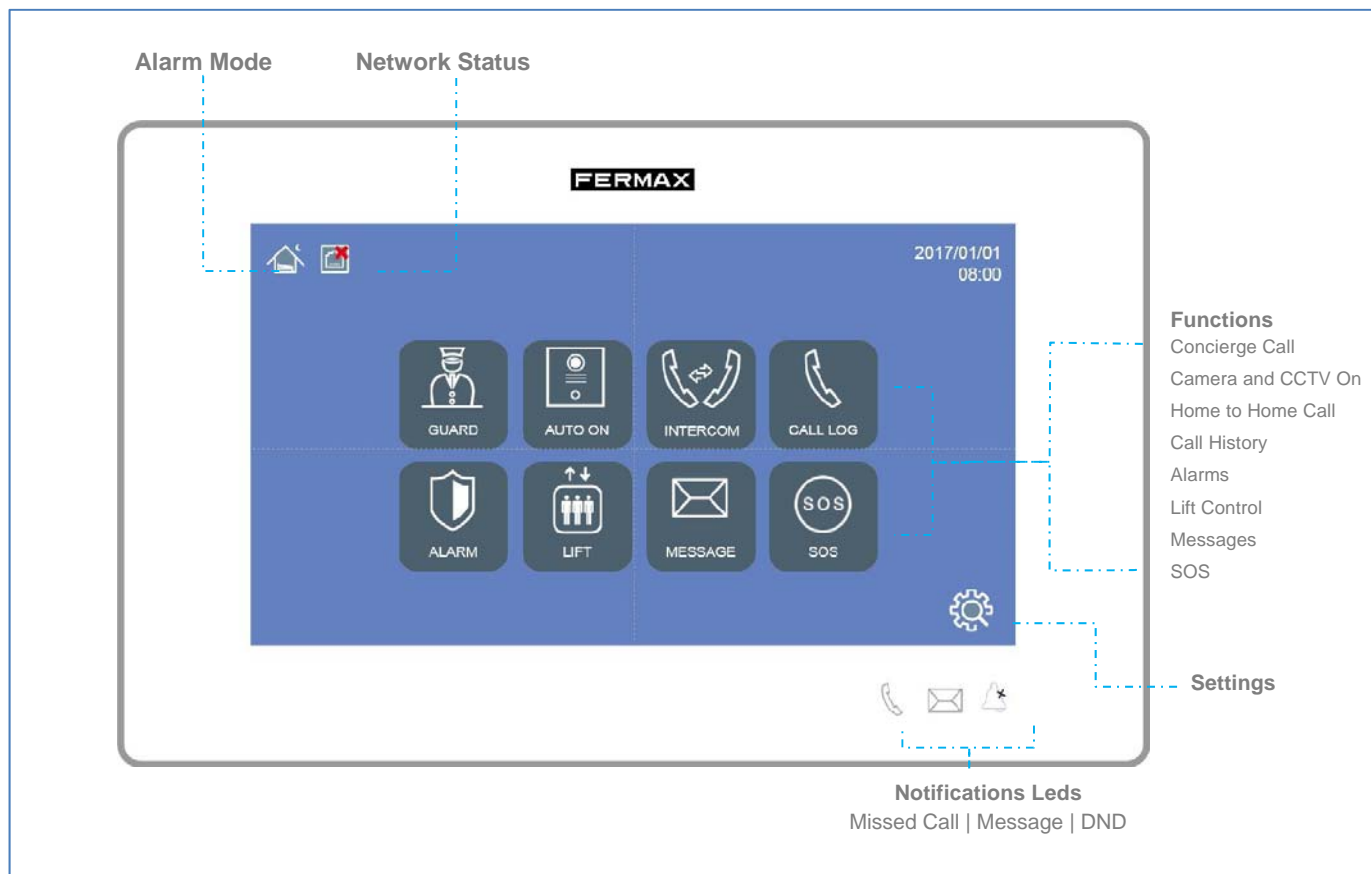 Alarm Mode Network Status
FERMAX
2017/01/01
08:00
GUARD AUTO ON INTERCOM CALL LOG
ALARM LIFT MESSAGE SOS
SOS
Functions
Concierge Call
Camera and CCTV On
Home to Home Call
Call History
Alarms
Lift Control
Messages
SOS
Settings
Notifications Leds
Missed Call | Message | DND